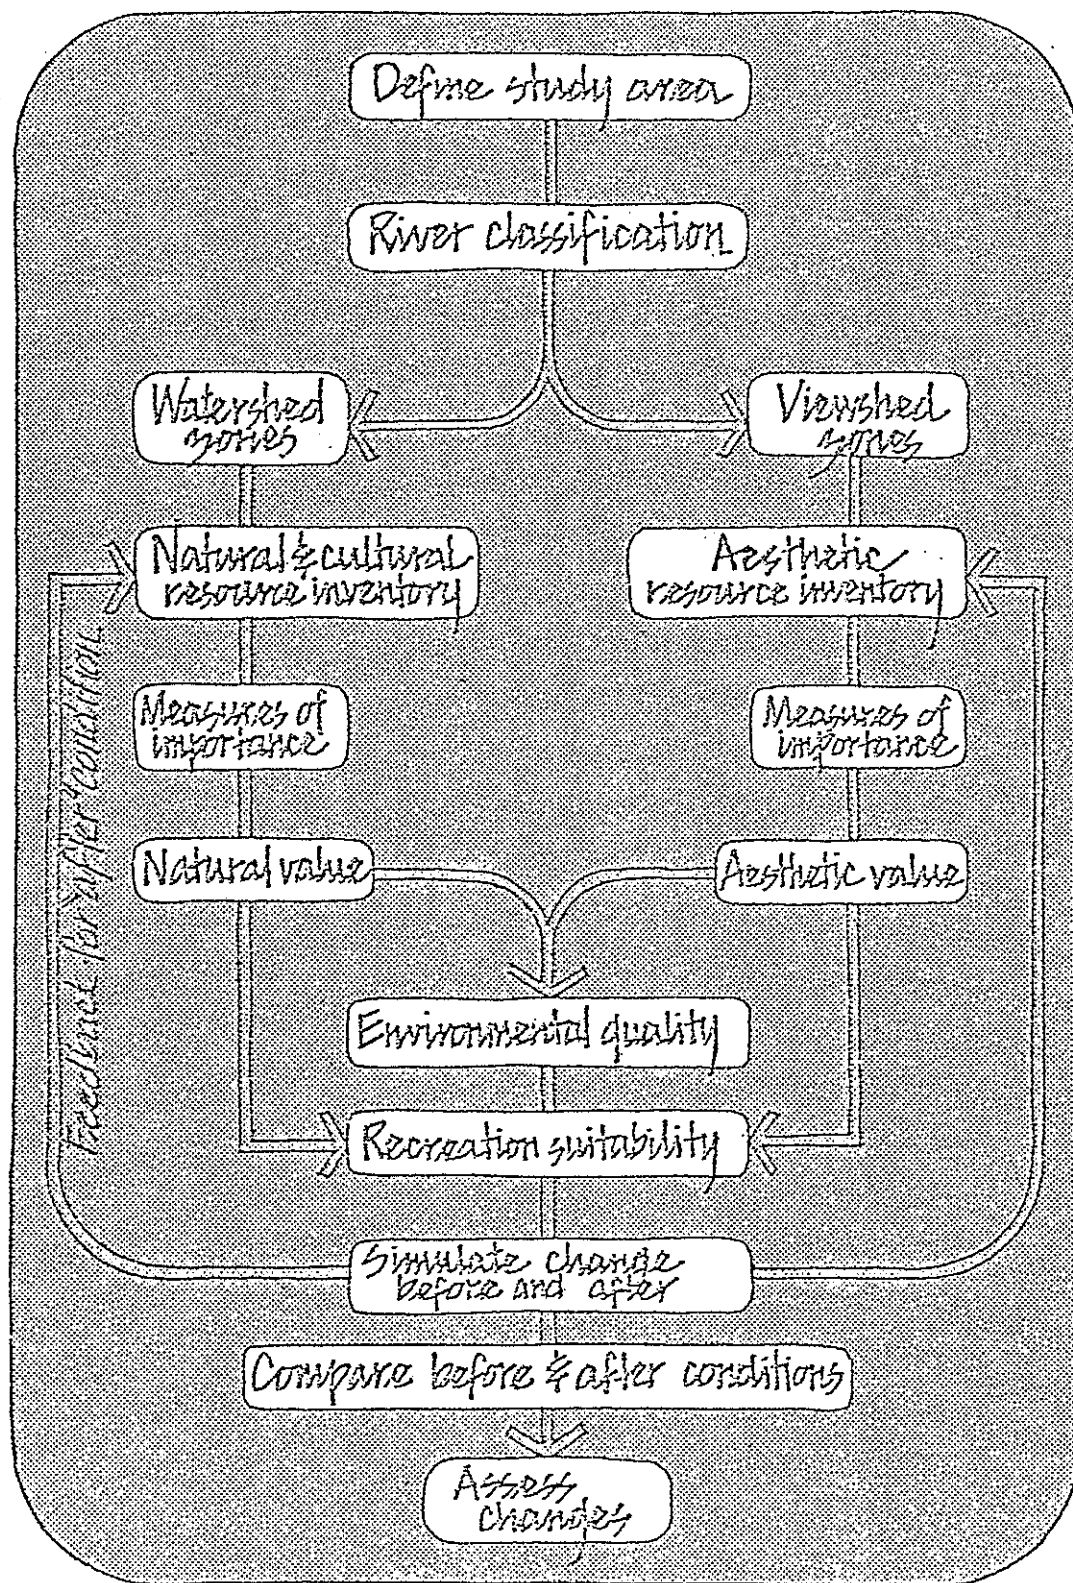 Define study area
River classification
Watershed
zones
Viewshed
zones
Natural & cultural
resource inventory
Aesthetic
resource inventory
Measures of
importance
Measures of
importance
Natural value
Aesthetic value
Environmental quality
Recreation suitability
Simulate change
before and after
Compare before & after conditions
Assess
changes
Feedback for "after" condition